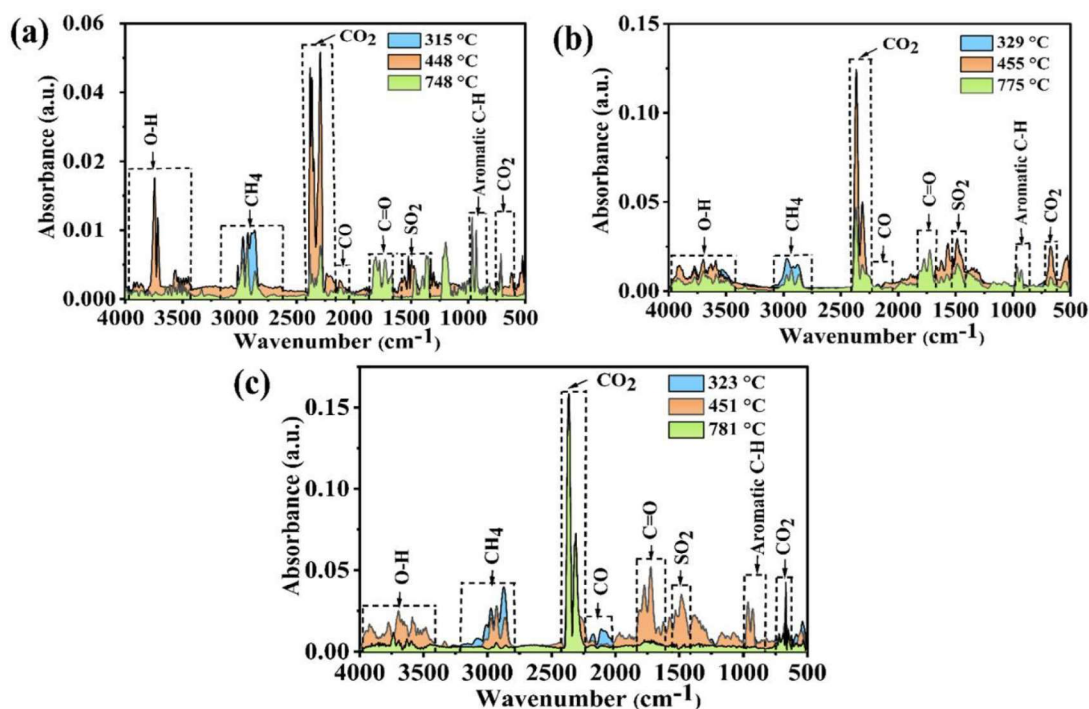 (a)
0.06
0.04
0.02
0.01
0.000
Absorbance (a.u.)
O-H
CH4
CO2
CO
C=O
SO2
Aromatic C-H
CO2
315 °C
448 °C
748 °C
4000 3500 3000 2500 2000 1500 1000 500
Wavenumber (cm-1)
(b)
0.15
0.10
0.05
0.00
Absorbance (a.u.)
O-H
CH4
CO2
CO
C=O
SO2
Aromatic C-H
CO2
329 °C
455 °C
775 °C
4000 3500 3000 2500 2000 1500 1000 500
Wavenumber (cm-1)
(c)
0.15
0.10
0.05
0.00
Absorbance (a.u.)
O-H
CH4
CO2
CO
C=O
SO2
Aromatic C-H
CO2
323 °C
451 °C
781 °C
4000 3500 3000 2500 2000 1500 1000 500
Wavenumber (cm-1)